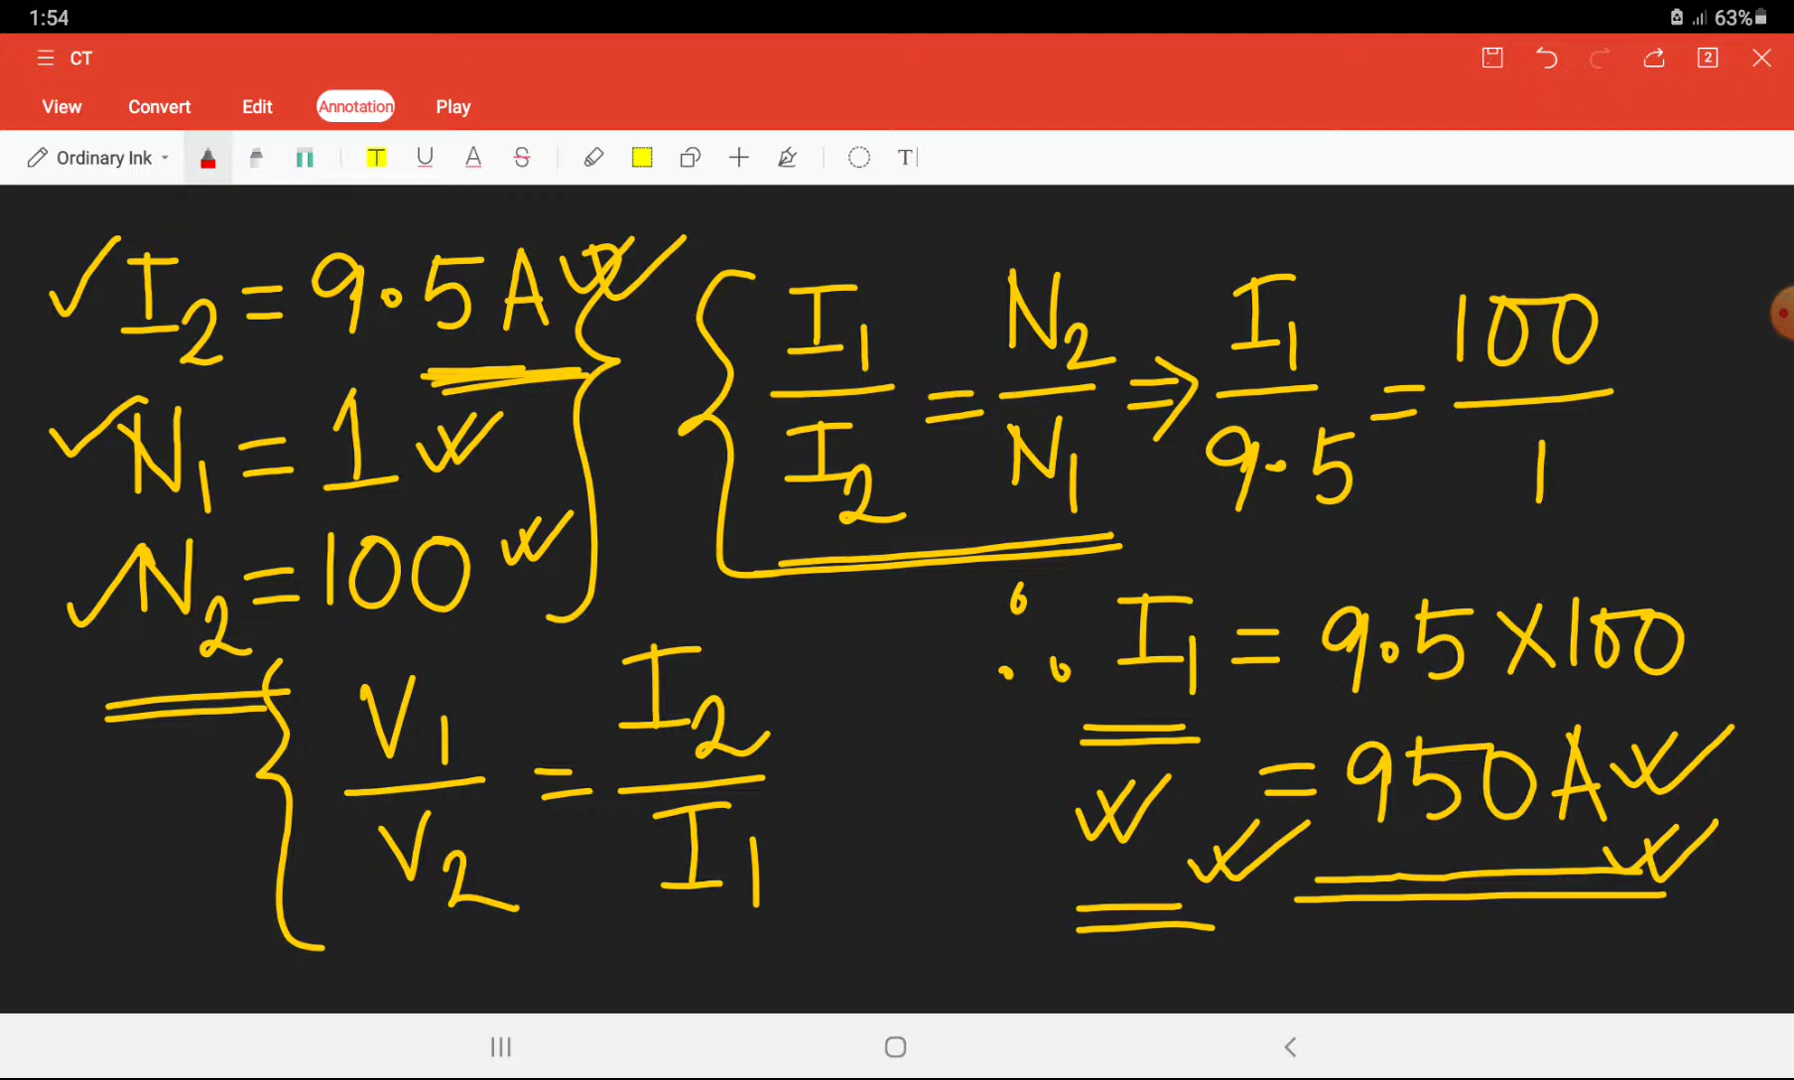 1:54 63%
CT 2
View Convert Edit Annotation Play
Ordinary Ink T U A S T
I₂ = 9.5 A
N₁ = 1
N₂ = 100
I₁/I₂ = N₂/N₁ ⇒ I₁/9.5 = 100/1
∴ I₁ = 9.5 × 100
= 950 A
V₁/V₂ = I₂/I₁